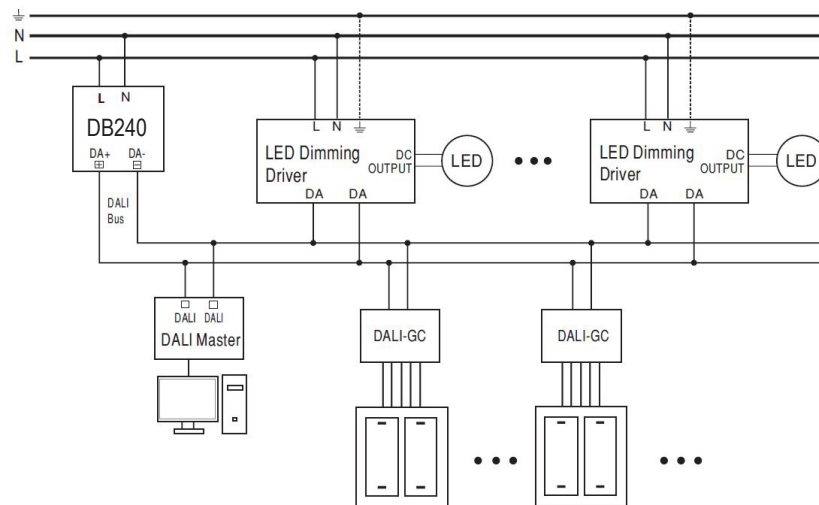 N
L
L N
DB240
DA+ DA-
DALI
Bus
L N
LED Dimming
Driver
DC
OUTPUT
DA DA
LED
L N
LED Dimming
Driver
DC
OUTPUT
DA DA
LED
DALI DALI
DALI Master
DALI-GC
DALI-GC